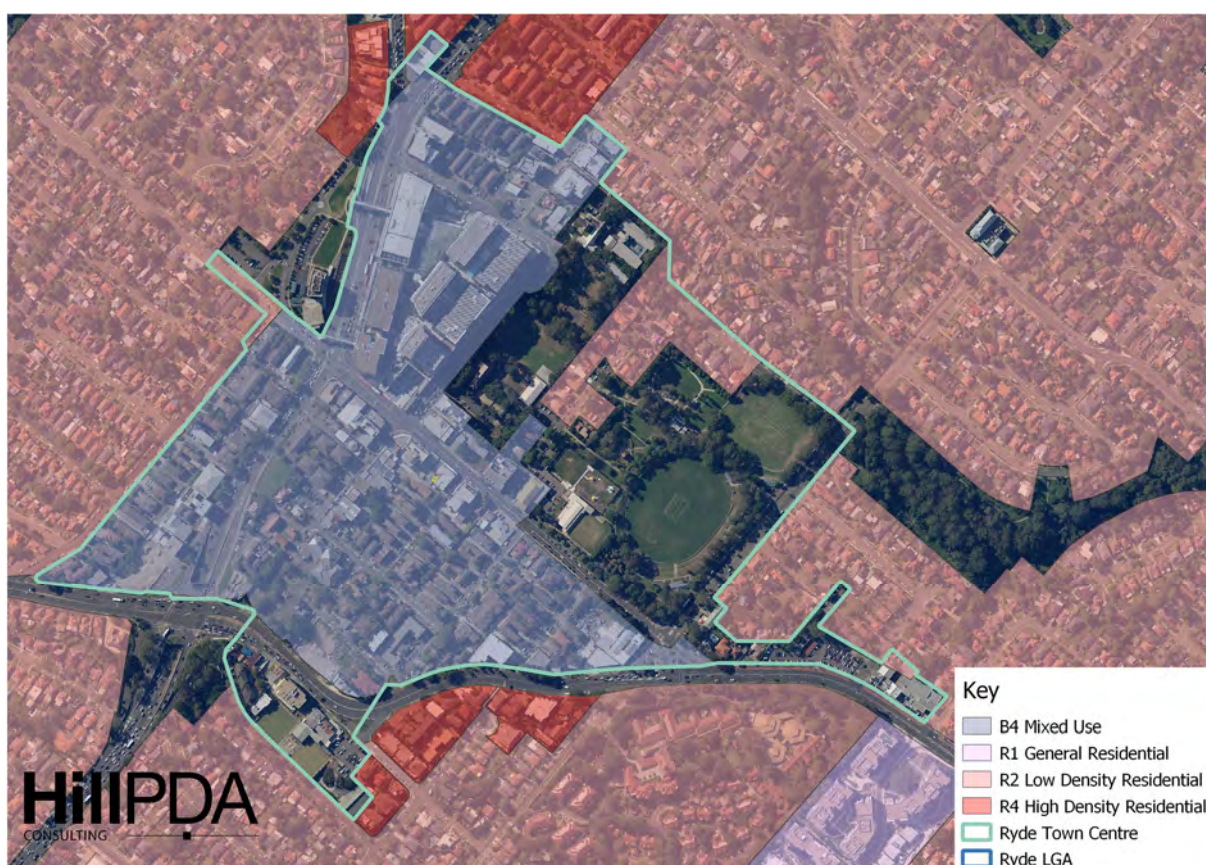 HillPDA
CONSULTING
Key
B4 Mixed Use
R1 General Residential
R2 Low Density Residential
R4 High Density Residential
Ryde Town Centre
Ryde LGA